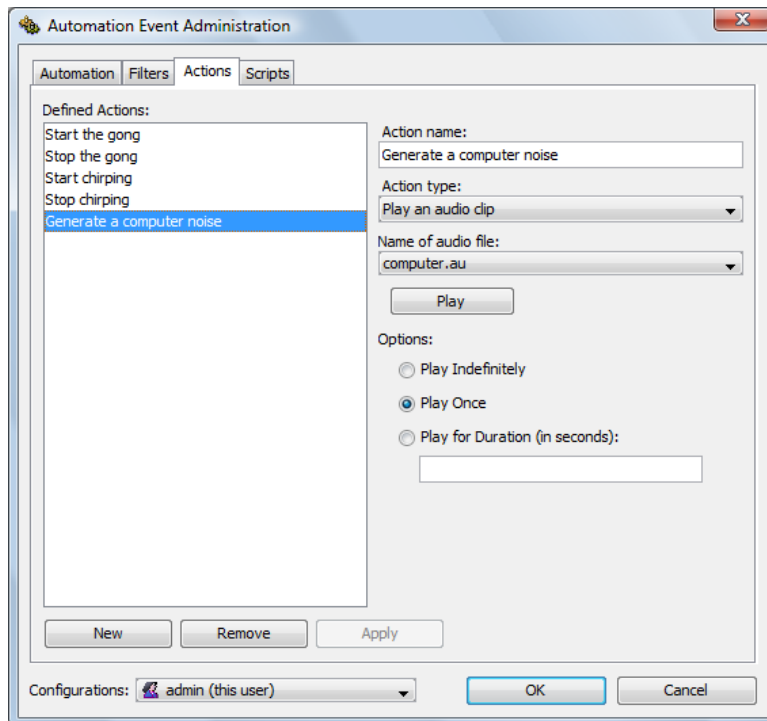 Automation Event Administration
Automation Filters Actions Scripts
Defined Actions:
Start the gong
Stop the gong
Start chirping
Stop chirping
Generate a computer noise
Action name:
Generate a computer noise
Action type:
Play an audio clip
Name of audio file:
computer.au
Play
Options:
Play Indefinitely
Play Once
Play for Duration (in seconds):
New Remove Apply
Configurations: admin (this user) OK Cancel